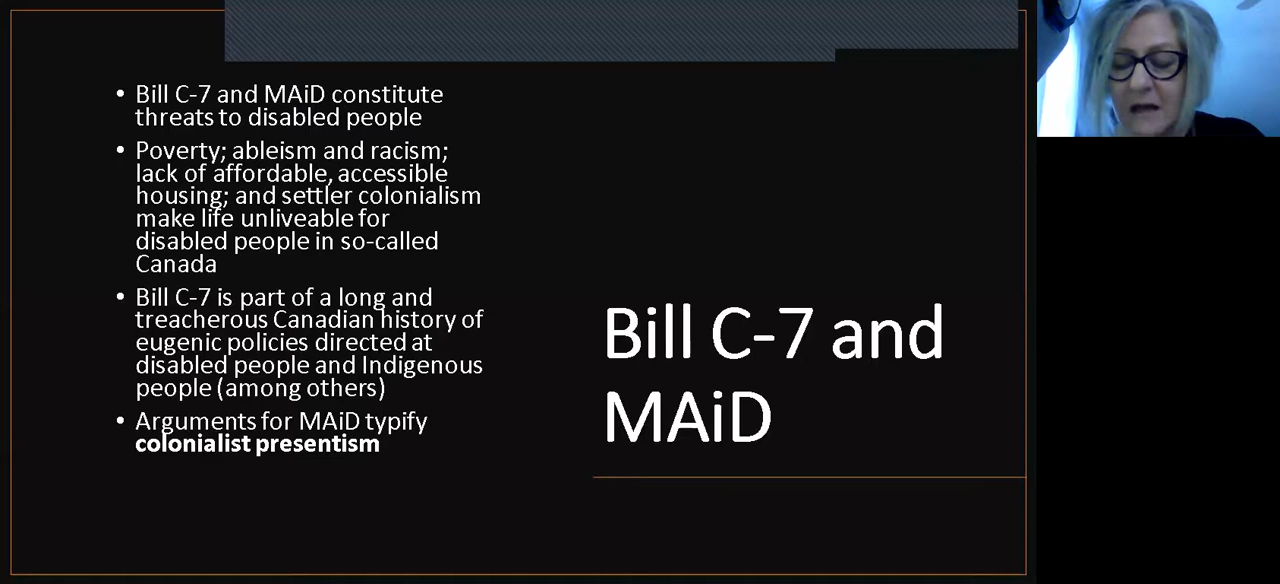 • Bill C-7 and MAiD constitute
threats to disabled people
• Poverty; ableism and racism;
lack of affordable, accessible
housing; and settler colonialism
make life unliveable for
disabled people in so-called
Canada
• Bill C-7 is part of a long and
treacherous Canadian history of
eugenic policies directed at
disabled people and Indigenous
people (among others)
• Arguments for MAiD typify
colonialist presentism
Bill C-7 and
MAiD